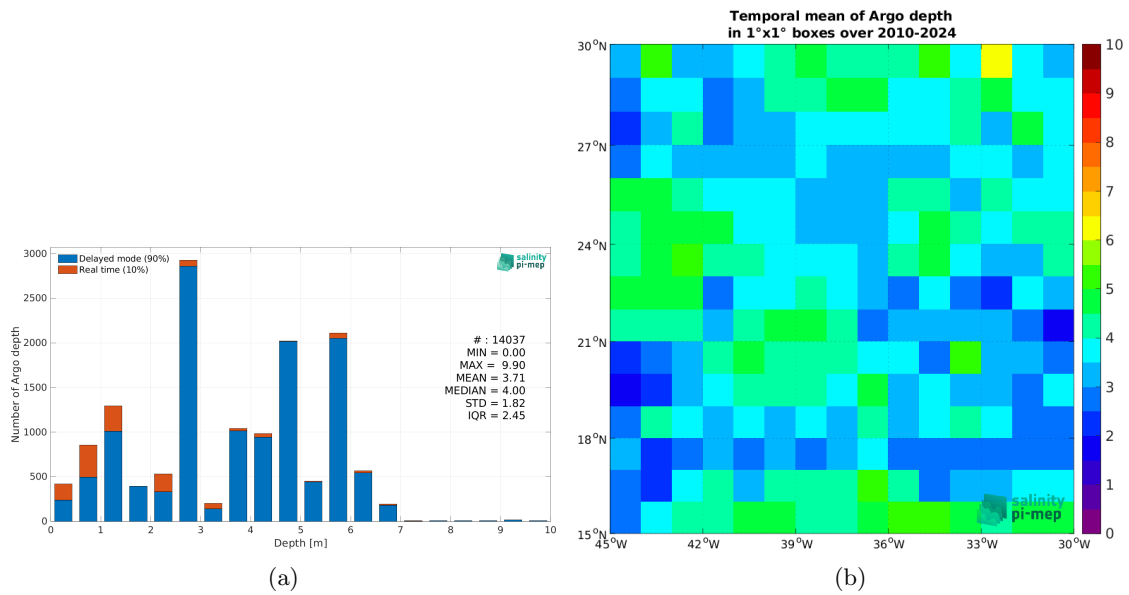 Delayed mode (90%)
Real time (10%)
salinity
pi-mep
# : 14037
MIN = 0.00
MAX = 9.90
MEAN = 3.71
MEDIAN = 4.00
STD = 1.82
IQR = 2.45
Number of Argo depth
3000
2500
2000
1500
1000
500
0
0 1 2 3 4 5 6 7 8 9 10
Depth [m]
(a)
Temporal mean of Argo depth
in 1°x1° boxes over 2010-2024
30°N
27°N
24°N
21°N
18°N
15°N
45°W 42°W 39°W 36°W 33°W 30°W
salinity
pi-mep
10
9
8
7
6
5
4
3
2
1
0
(b)